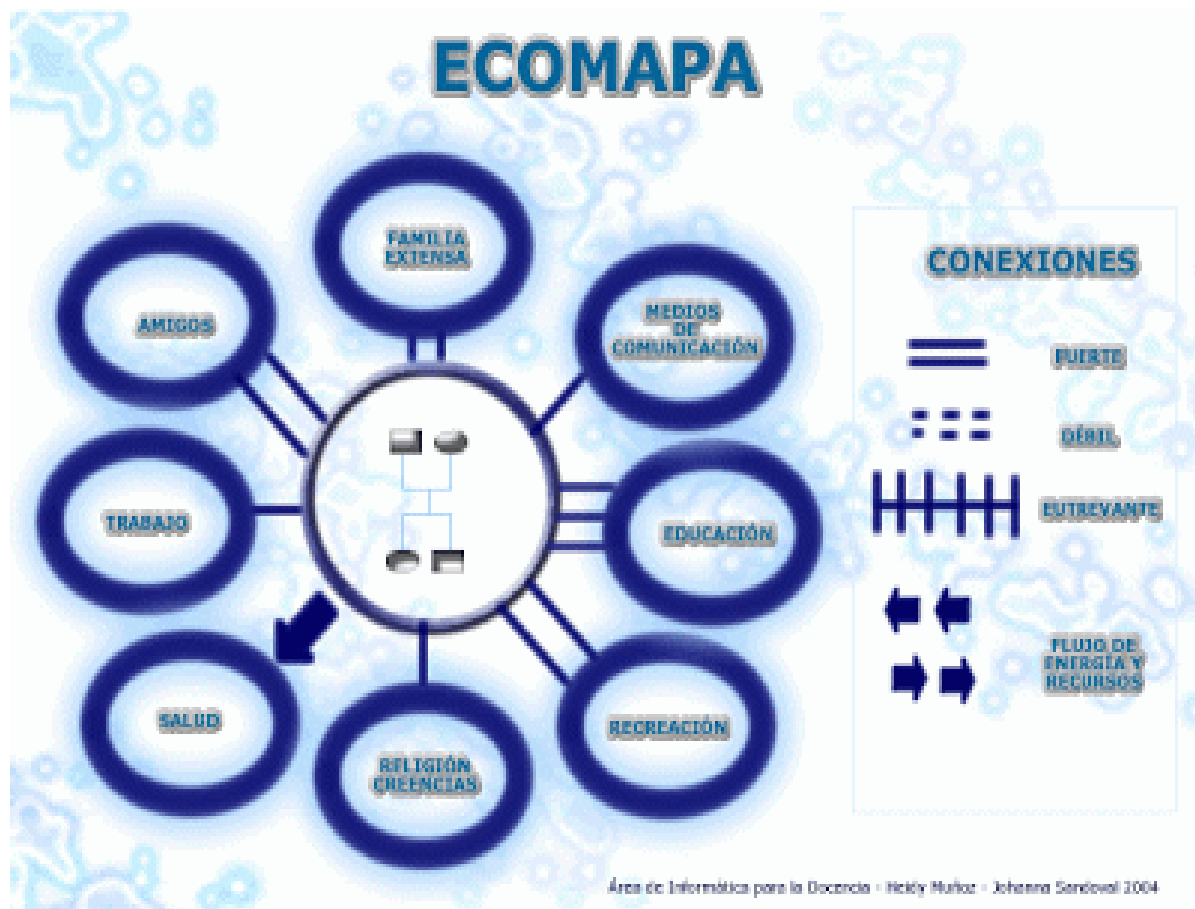 ECOMAPA
FAMILIA
EXTENSA
AMIGOS
MEDIOS
DE
COMUNICACIÓN
TRABAJO
EDUCACIÓN
SALUD
RELIGIÓN
CREENCIAS
RECREACIÓN
CONEXIONES
FUERTE
DÉBIL
EUTREVANTE
FLUJO DE
ENERGÍA Y
RECURSOS
Área de Informática para la Docencia - Heidy Muñoz - Johanna Sandoval 2004